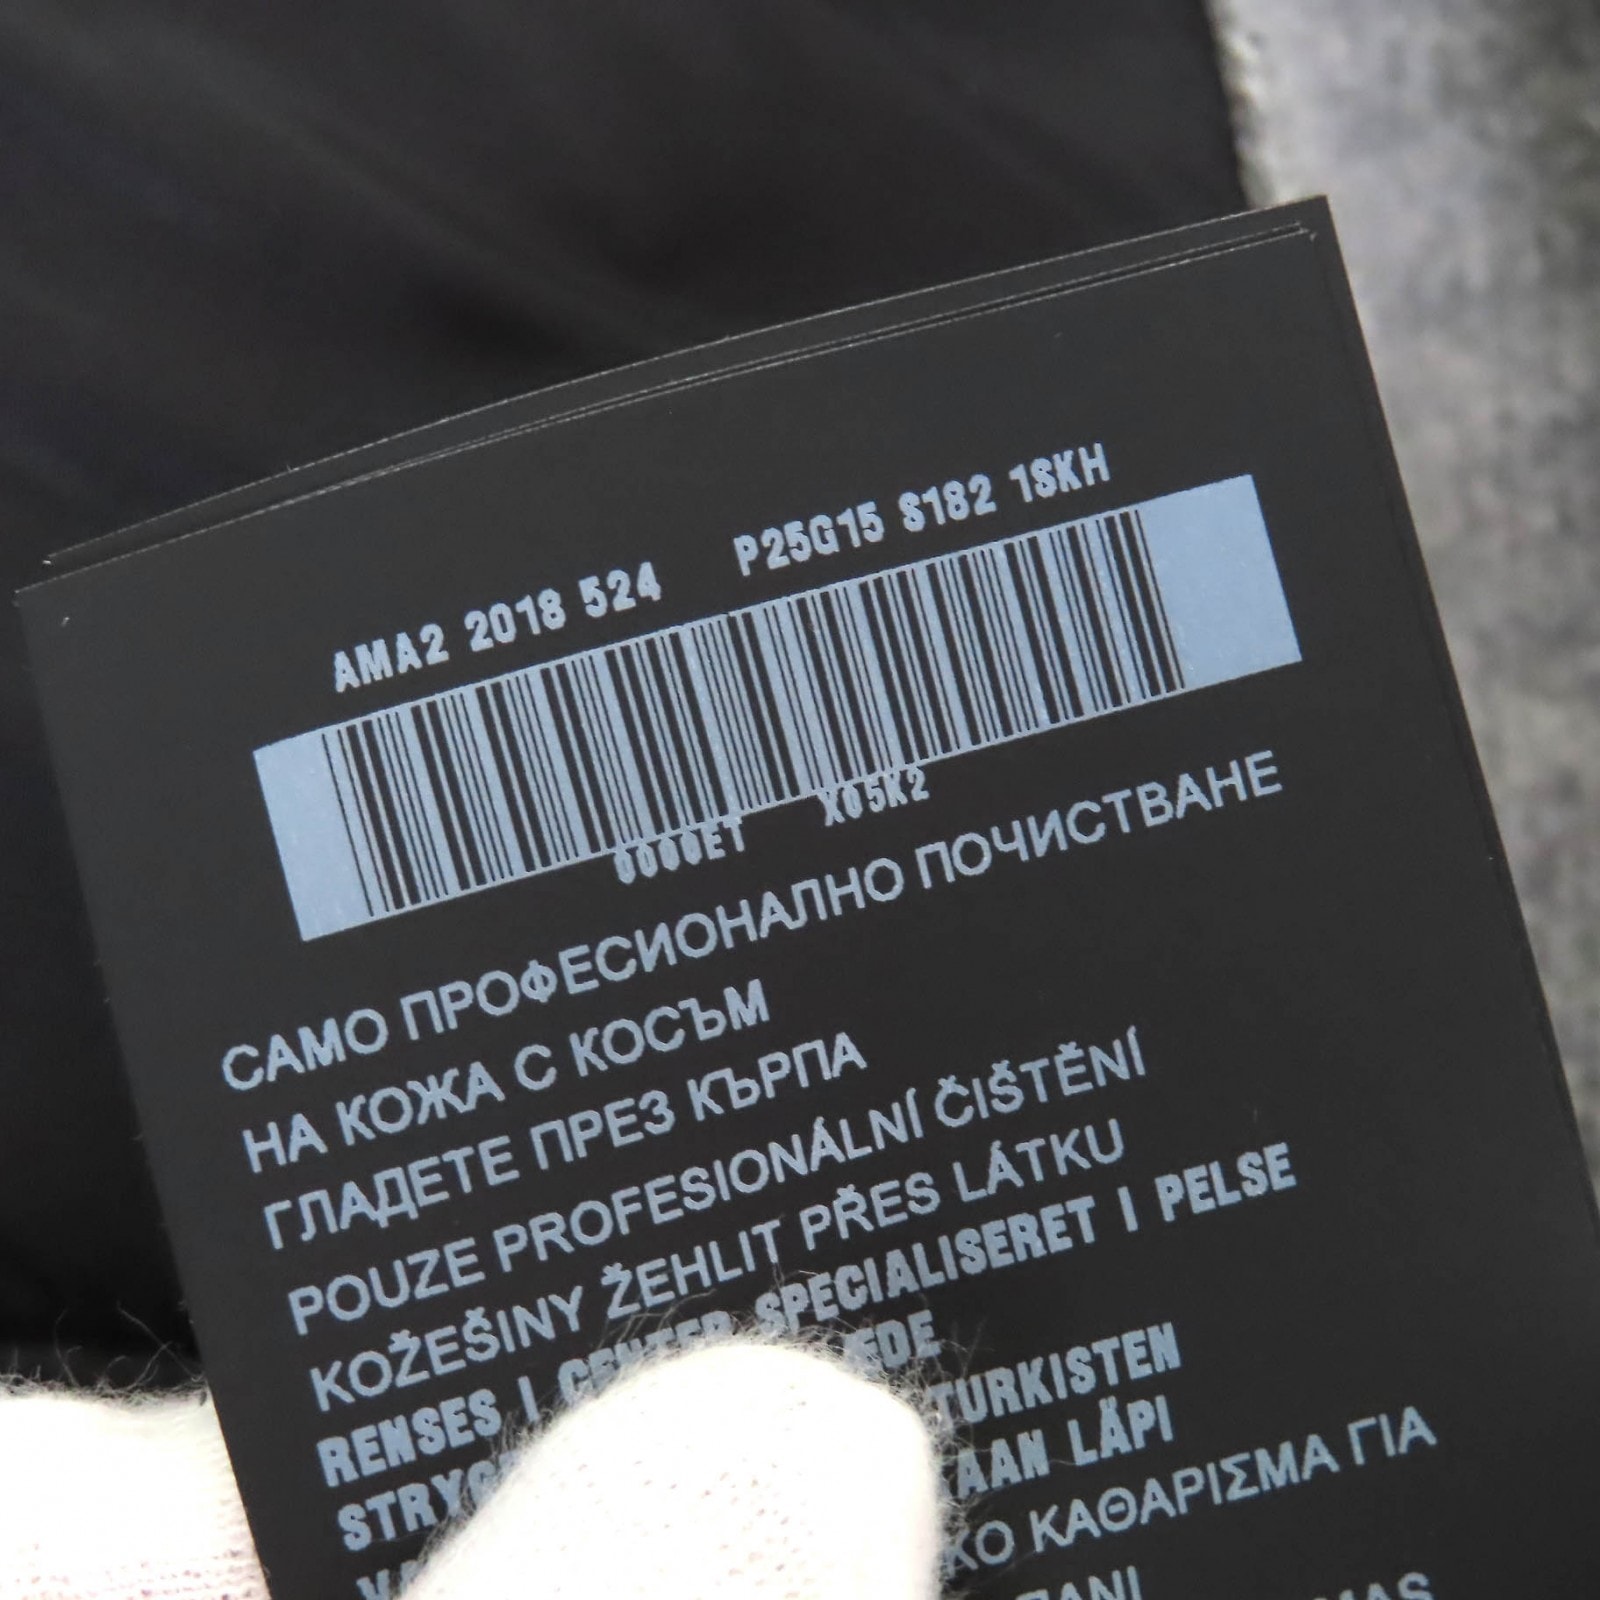 AMA2 2018 524 P25G15 S182 1SKH
0000ET X05K2
САМО ПРОФЕСИОНАЛНО ПОЧИСТВАНЕ
НА КОЖА С КОСЪМ
ГЛАДЕТЕ ПРЕЗ КЪРПА
POUZE PROFESIONÁLNÍ ČIŠTĚNÍ
KOŽEŠINY ŽEHLIT PŘES LÁTKU
RENSES I CENTER SPECIALISERET I PELSE
TURKISTEN
LÄPI
ΚΑΘΑΡΙΣΜΑ ΓΙΑ